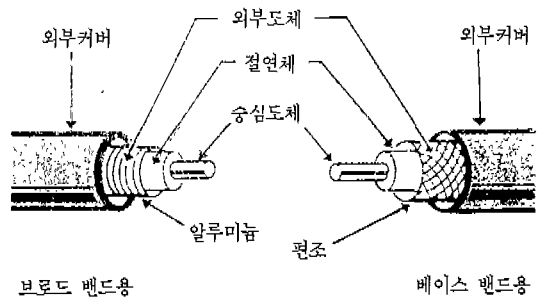 외부도체
외부커버
외부커버
절연체
중심도체
알루미늄
편조
브로드 밴드용
베이스 밴드용